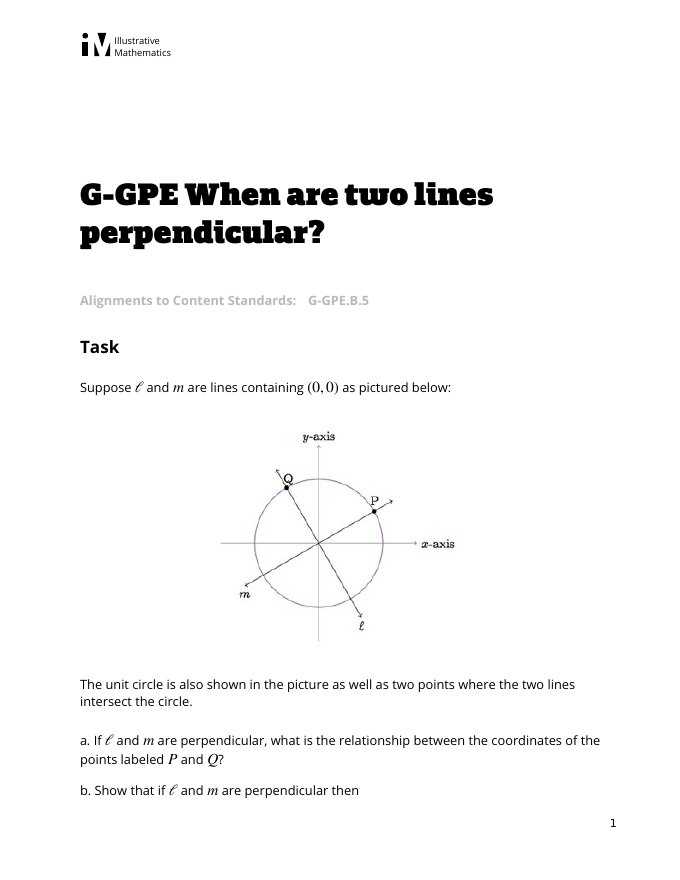 Illustrative
Mathematics
G-GPE When are two lines
perpendicular?
Alignments to Content Standards: G-GPE.B.5
Task
Suppose ℓ and m are lines containing (0, 0) as pictured below:
y-axis
Q
P
x-axis
m
ℓ
The unit circle is also shown in the picture as well as two points where the two lines
intersect the circle.
a. If ℓ and m are perpendicular, what is the relationship between the coordinates of the
points labeled P and Q?
b. Show that if ℓ and m are perpendicular then
1